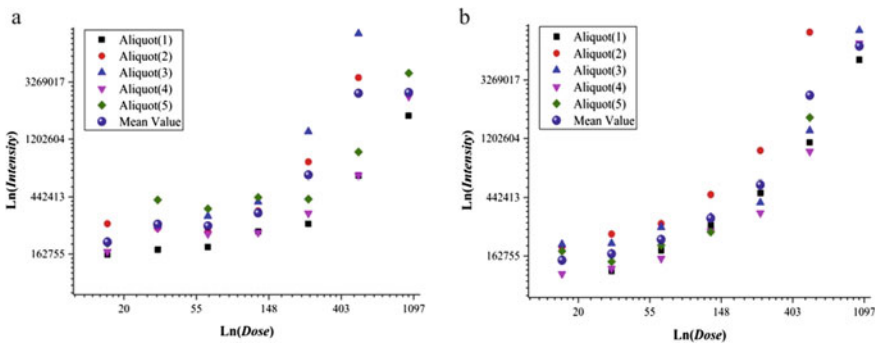 a
Aliquot(1)
Aliquot(2)
Aliquot(3)
Aliquot(4)
Aliquot(5)
Mean Value
Ln(Intensity)
3269017
1202604
442413
162755
20
55
148
403
1097
Ln(Dose)
b
Aliquot(1)
Aliquot(2)
Aliquot(3)
Aliquot(4)
Aliquot(5)
Mean Value
Ln(Intensity)
3269017
1202604
442413
162755
20
55
148
403
1097
Ln(Dose)